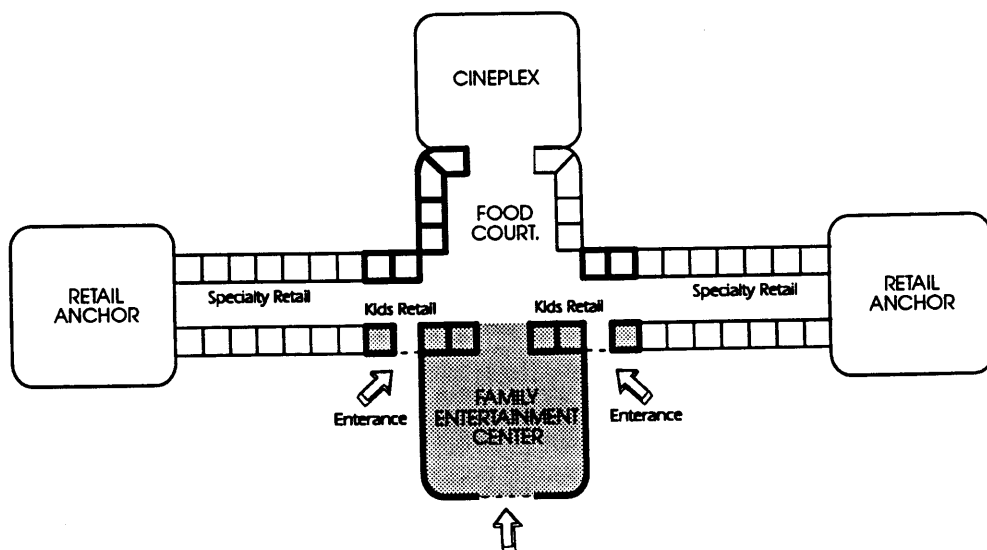 CINEPLEX
FOOD
COURT.
RETAIL
ANCHOR
Specialty Retail
Kids Retail
Kids Retail
Specialty Retail
RETAIL
ANCHOR
Enterance
FAMILY
ENTERTAINMENT
CENTER
Enterance